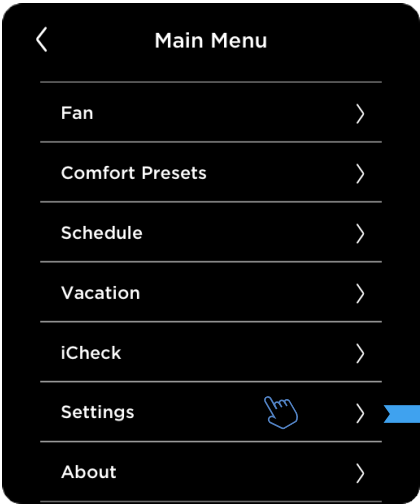 Main Menu
Fan
Comfort Presets
Schedule
Vacation
iCheck
Settings
About